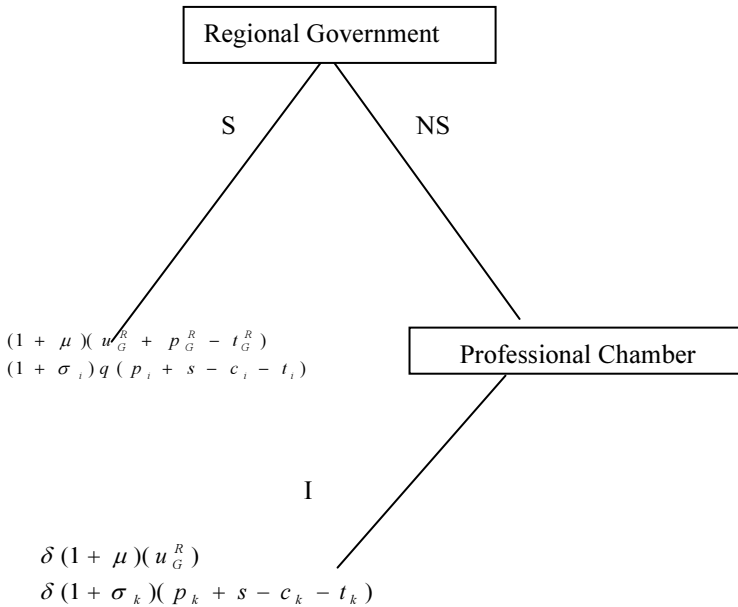 Regional Government
S
NS
(1 + μ)( u_G^R + p_G^R − t_G^R )
(1 + σ_i) q ( p_i + s − c_i − t_i )
Professional Chamber
I
δ (1 + μ)( u_G^R )
δ (1 + σ_k)( p_k + s − c_k − t_k )